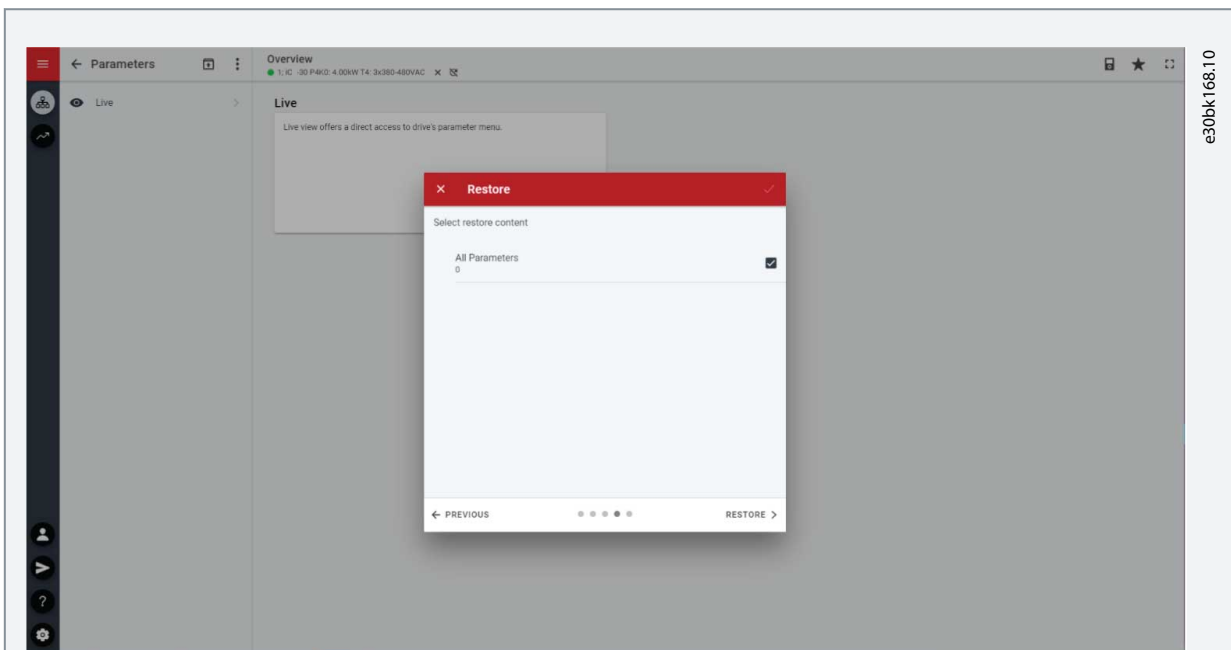 Parameters
Overview
1: iC -30 P4K0: 4.00kW T4: 3x380-480VAC
Live
Live
Live view offers a direct access to drive's parameter menu.
Restore
Select restore content
All Parameters
0
PREVIOUS
RESTORE
e30bk168.10